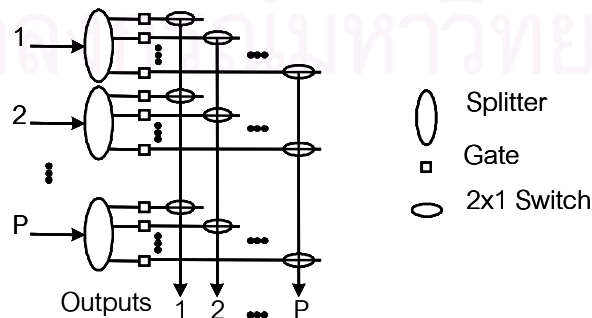 1
2
P
Outputs 1 2 ••• P
Splitter
Gate
2x1 Switch